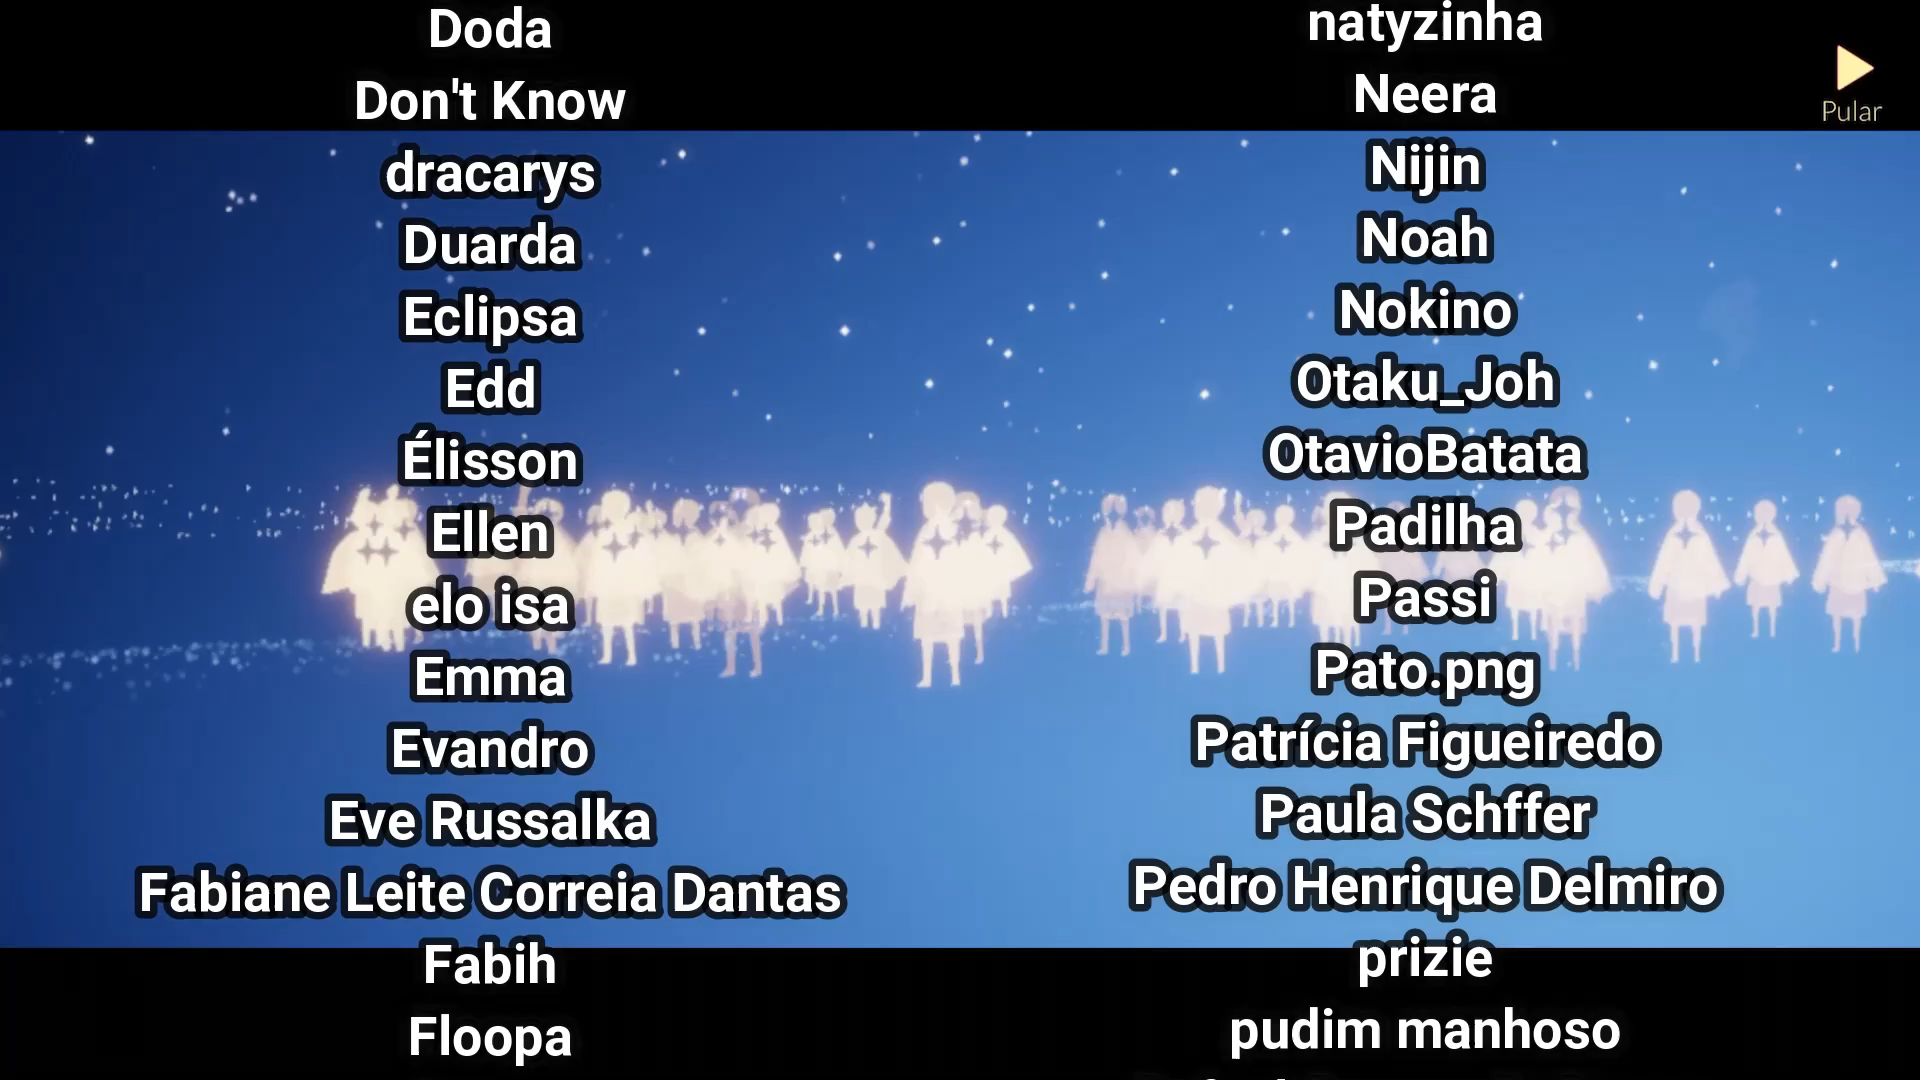 Doda
Don't Know
dracarys
Duarda
Eclipsa
Edd
Élisson
Ellen
elo isa
Emma
Evandro
Eve Russalka
Fabiane Leite Correia Dantas
Fabih
Floopa
natyzinha
Neera
Nijin
Noah
Nokino
Otaku_Joh
OtavioBatata
Padilha
Passi
Pato.png
Patrícia Figueiredo
Paula Schffer
Pedro Henrique Delmiro
prizie
pudim manhoso
Pular